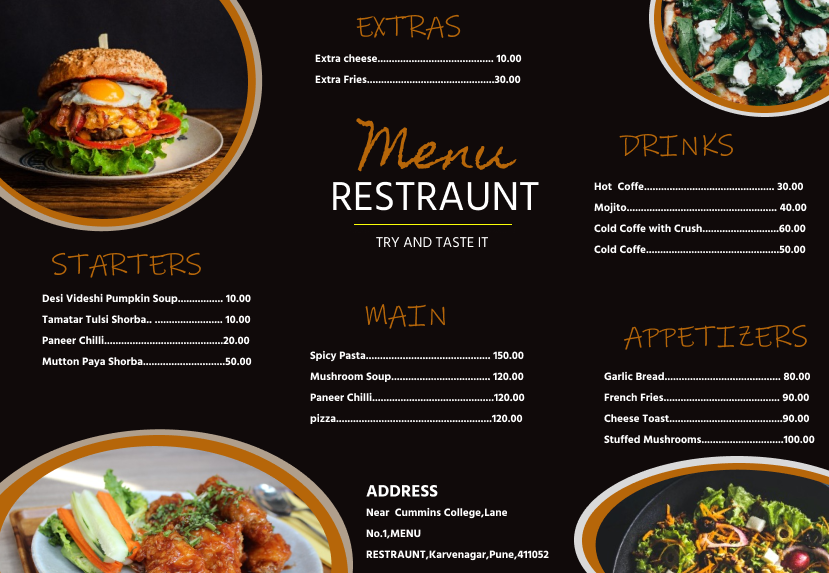 EXTRAS
Extra cheese................................... 10.00
Extra Fries.......................................30.00
Menu
RESTRAUNT
TRY AND TASTE IT
DRINKS
Hot  Coffe........................................ 30.00
Mojito.............................................. 40.00
Cold Coffe with Crush.......................60.00
Cold Coffe........................................50.00
STARTERS
Desi Videshi Pumpkin Soup............... 10.00
Tamatar Tulsi Shorba.. ...................... 10.00
Paneer Chilli....................................20.00
Mutton Paya Shorba.........................50.00
MAIN
Spicy Pasta...................................... 150.00
Mushroom Soup.............................. 120.00
Paneer Chilli.....................................120.00
pizza................................................120.00
APPETIZERS
Garlic Bread................................... 80.00
French Fries.................................... 90.00
Cheese Toast..................................90.00
Stuffed Mushrooms.........................100.00
ADDRESS
Near  Cummins College,Lane
No.1,MENU
RESTRAUNT,Karvenagar,Pune,411052